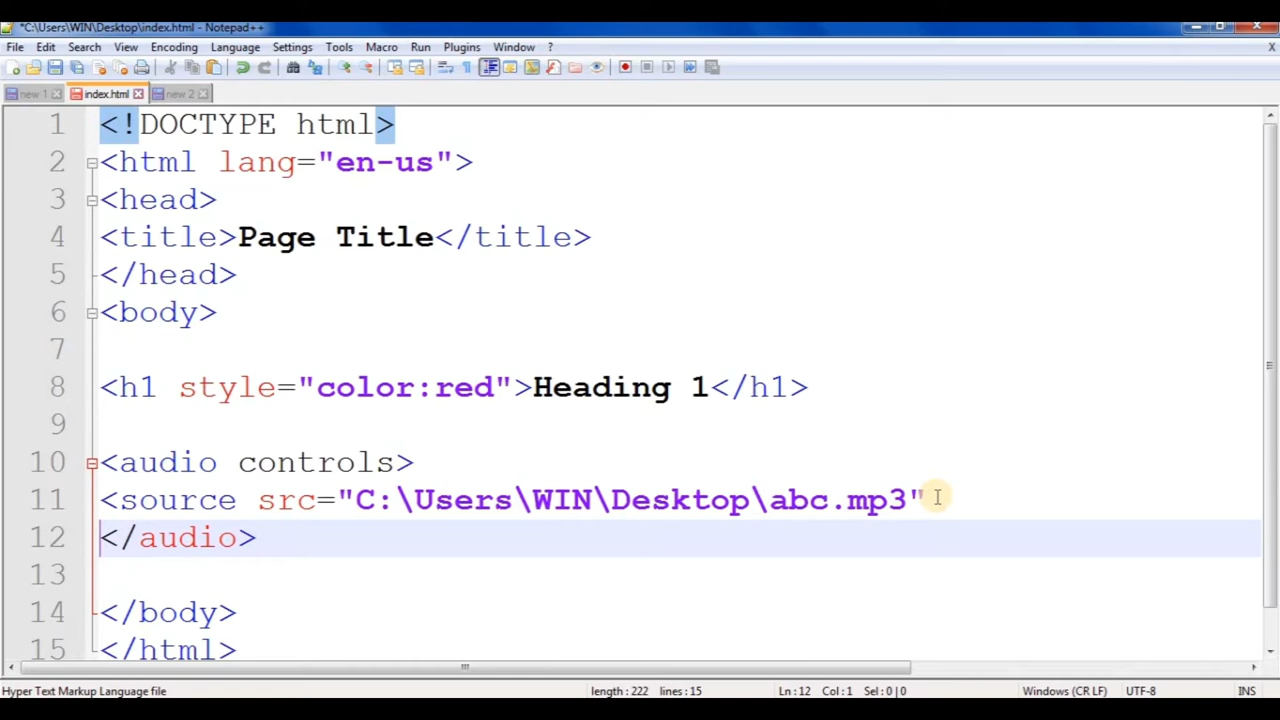 *C:\Users\WIN\Desktop\index.html - Notepad++
File Edit Search View Encoding Language Settings Tools Macro Run Plugins Window ? X
new 1 index.html new 2
1 <!DOCTYPE html>
2 <html lang="en-us">
3 <head>
4 <title>Page Title</title>
5 </head>
6 <body>
7
8 <h1 style="color:red">Heading 1</h1>
9
10 <audio controls>
11 <source src="C:\Users\WIN\Desktop\abc.mp3"
12 </audio>
13
14 </body>
15 </html>
Hyper Text Markup Language file length : 222 lines : 15 Ln : 12 Col : 1 Sel : 0 | 0 Windows (CR LF) UTF-8 INS